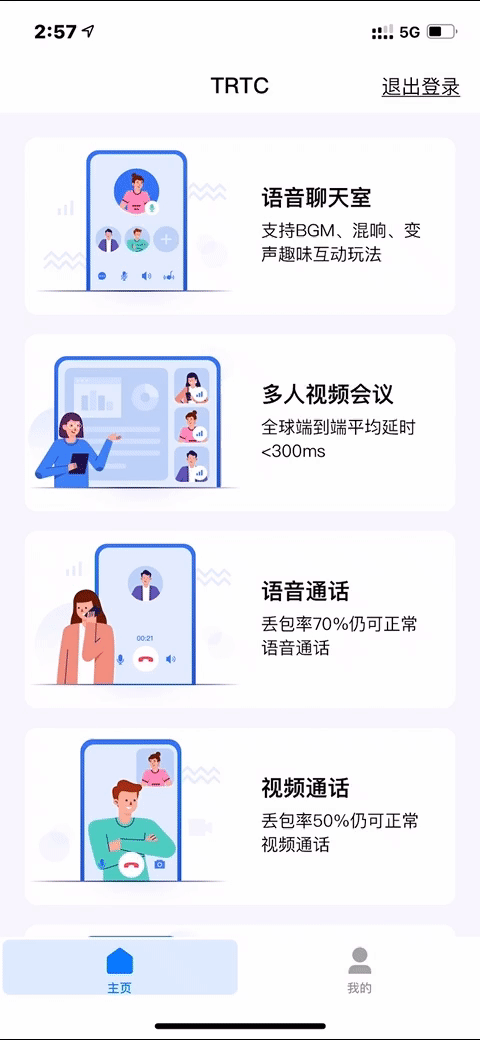 2:57
5G
TRTC
退出登录
语音聊天室
支持BGM、混响、变
声趣味互动玩法
多人视频会议
全球端到端平均延时
<300ms
语音通话
丢包率70%仍可正常
语音通话
00:21
视频通话
丢包率50%仍可正常
视频通话
主页
我的